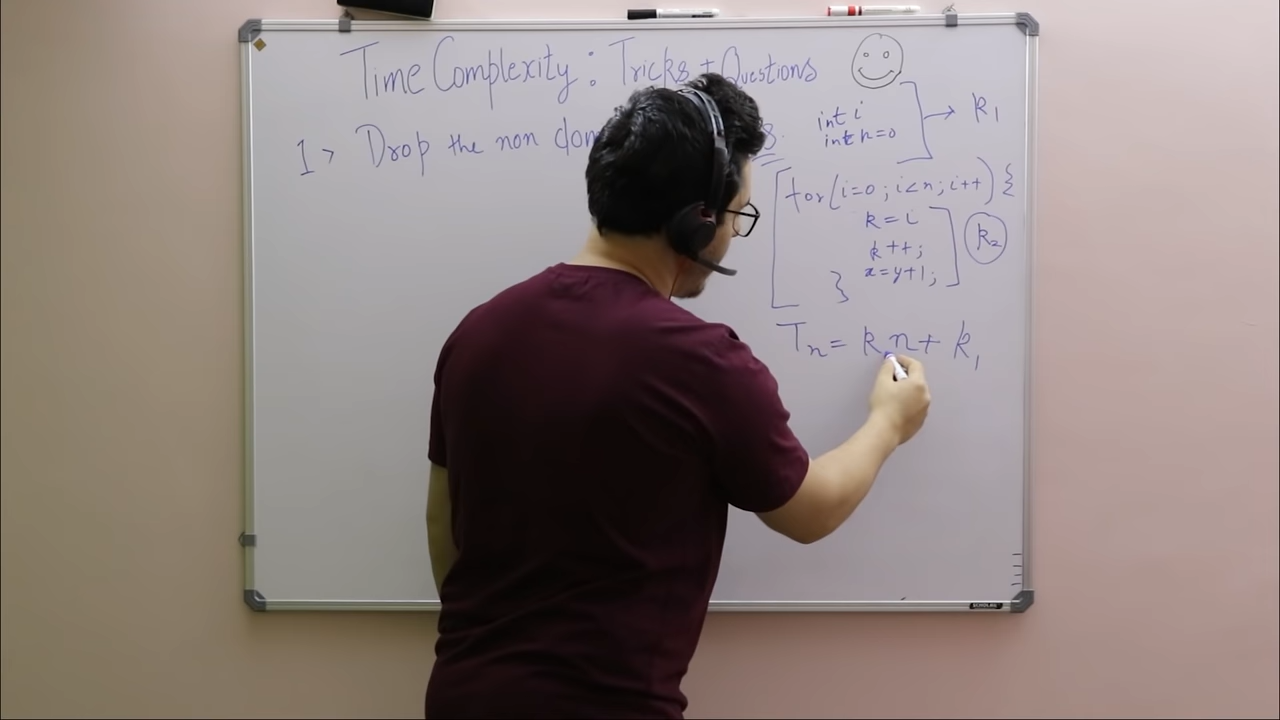 Time Complexity : Tricks + Questions
1> Drop the non dom
int i
int k=0
→ k1
for(i=0; i<n; i++) {
k = i
k++;
x=y+1;
}
k2
Tn = k n + k1